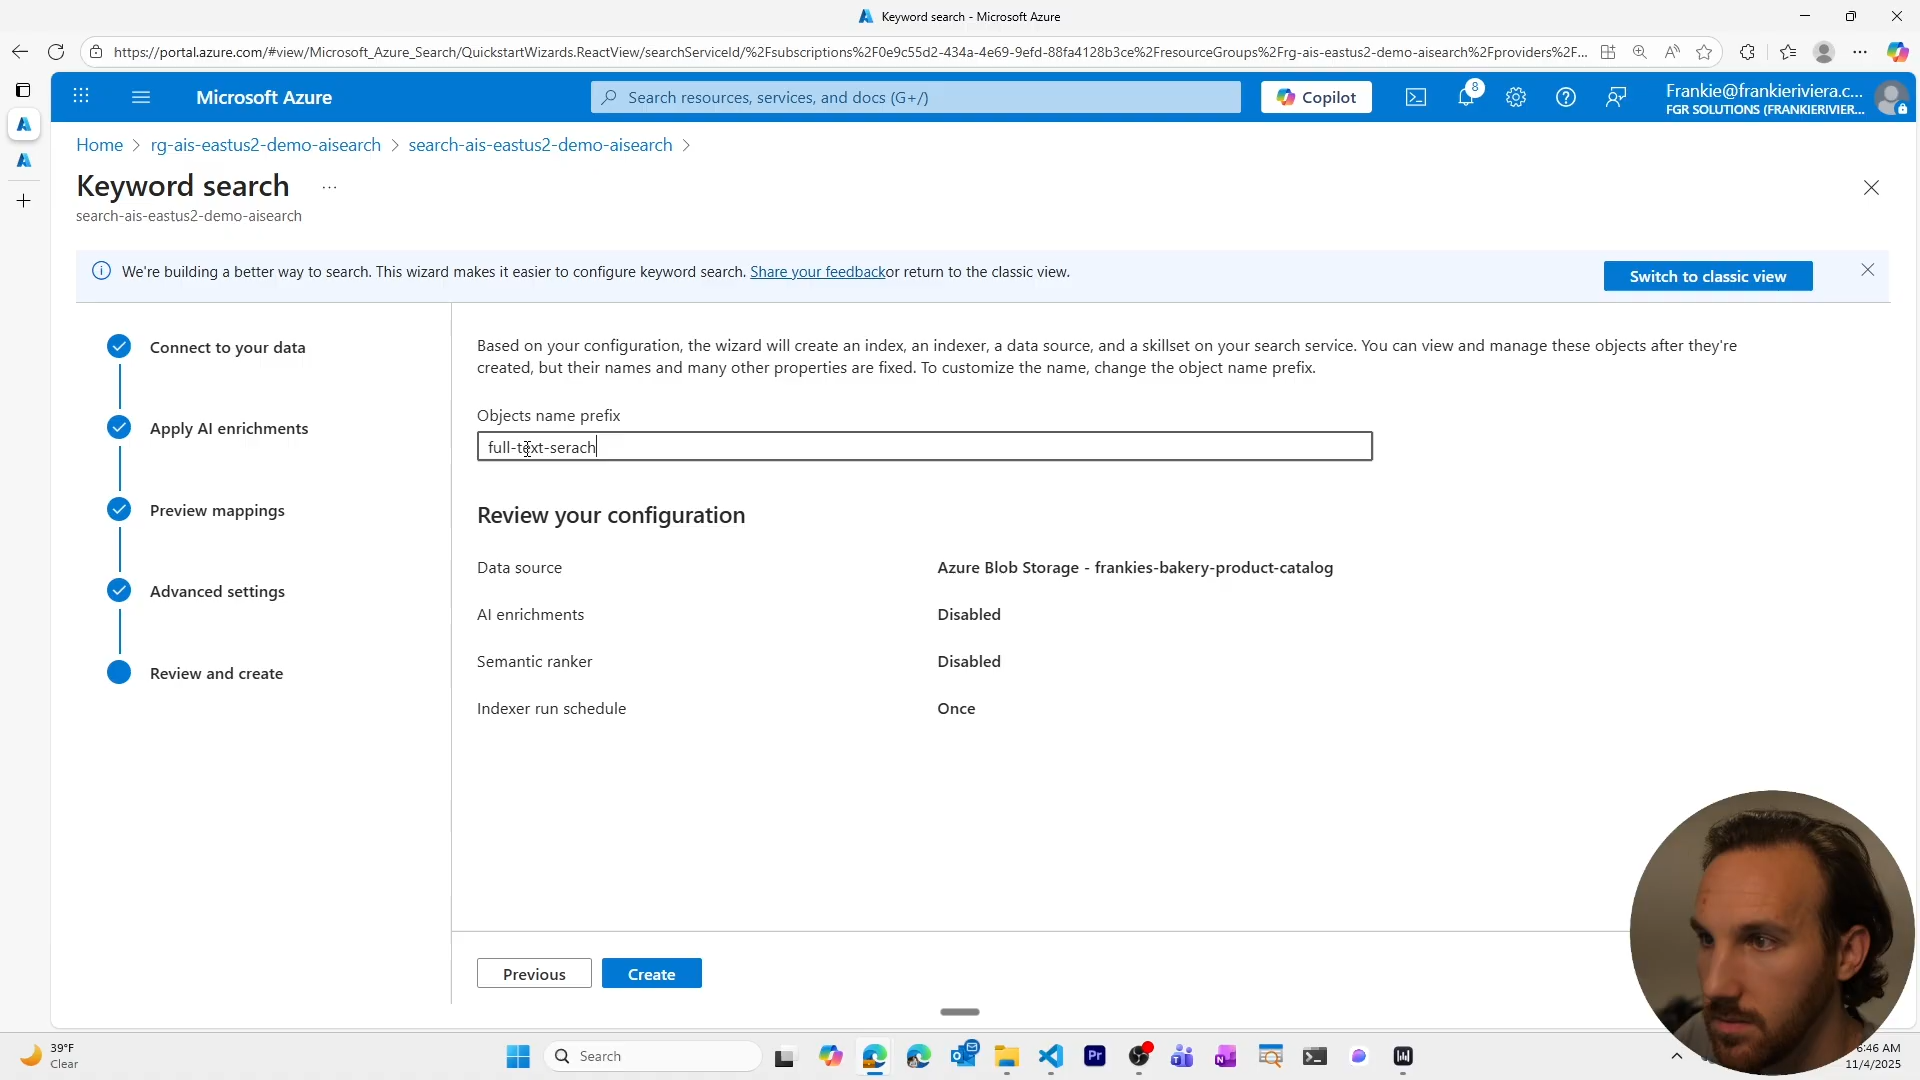 Keyword search - Microsoft Azure
https://portal.azure.com/#view/Microsoft_Azure_Search/QuickstartWizards.ReactView/searchServiceId/%2Fsubscriptions%2F0e9c55d2-434a-4e69-9efd-88fa4128b3ce%2FresourceGroups%2Frg-ais-eastus2-demo-aisearch%2Fproviders%2F...
Microsoft Azure
Search resources, services, and docs (G+/)
Copilot
8
Frankie@frankieriviera.c...
FGR SOLUTIONS (FRANKIERIVIER...
Home > rg-ais-eastus2-demo-aisearch > search-ais-eastus2-demo-aisearch >
Keyword search ...
search-ais-eastus2-demo-aisearch
We're building a better way to search. This wizard makes it easier to configure keyword search. Share your feedbackor return to the classic view.
Switch to classic view
Connect to your data
Apply AI enrichments
Preview mappings
Advanced settings
Review and create
Based on your configuration, the wizard will create an index, an indexer, a data source, and a skillset on your search service. You can view and manage these objects after they're
created, but their names and many other properties are fixed. To customize the name, change the object name prefix.
Objects name prefix
full-text-serach
Review your configuration
Data source Azure Blob Storage - frankies-bakery-product-catalog
AI enrichments Disabled
Semantic ranker Disabled
Indexer run schedule Once
Previous
Create
39°F
Clear
Search
Pr
6:46 AM
11/4/2025